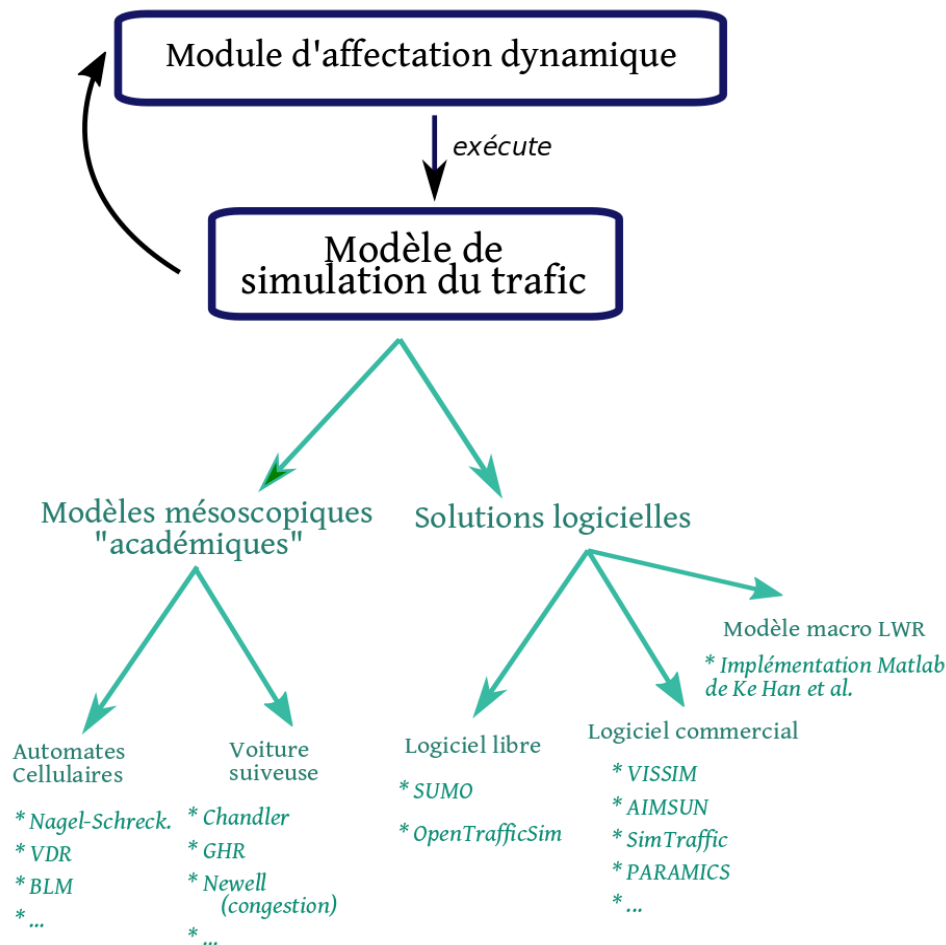 Module d'affectation dynamique
exécute
Modèle de
simulation du trafic
Modèles mésoscopiques
"académiques"
Solutions logicielles
Automates
Cellulaires
* Nagel-Schreck.
* VDR
* BLM
* ...
Voiture
suiveuse
* Chandler
* GHR
* Newell
(congestion)
* ...
Logiciel libre
* SUMO
* OpenTrafficSim
Logiciel commercial
* VISSIM
* AIMSUN
* SimTraffic
* PARAMICS
* ...
Modèle macro LWR
* Implémentation Matlab
de Ke Han et al.